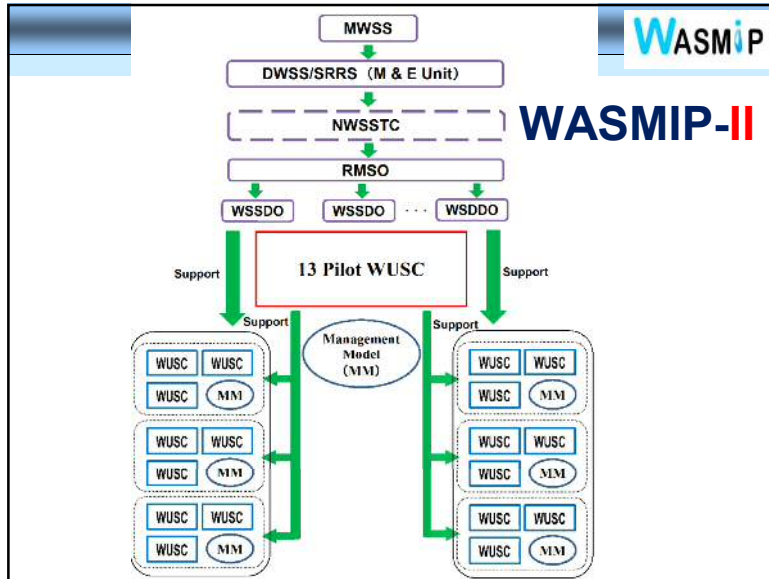 MWSS
WASMiP
DWSS/SRRS (M & E Unit)
NWSSTC
WASMIP-II
RMSO
WSSDO WSSDO · · · WSDDO
13 Pilot WUSC
Support Support
Support Support
Management
Model
(MM)
WUSC WUSC WUSC WUSC
WUSC MM WUSC MM
WUSC WUSC WUSC WUSC
WUSC MM WUSC MM
WUSC WUSC WUSC WUSC
WUSC MM WUSC MM